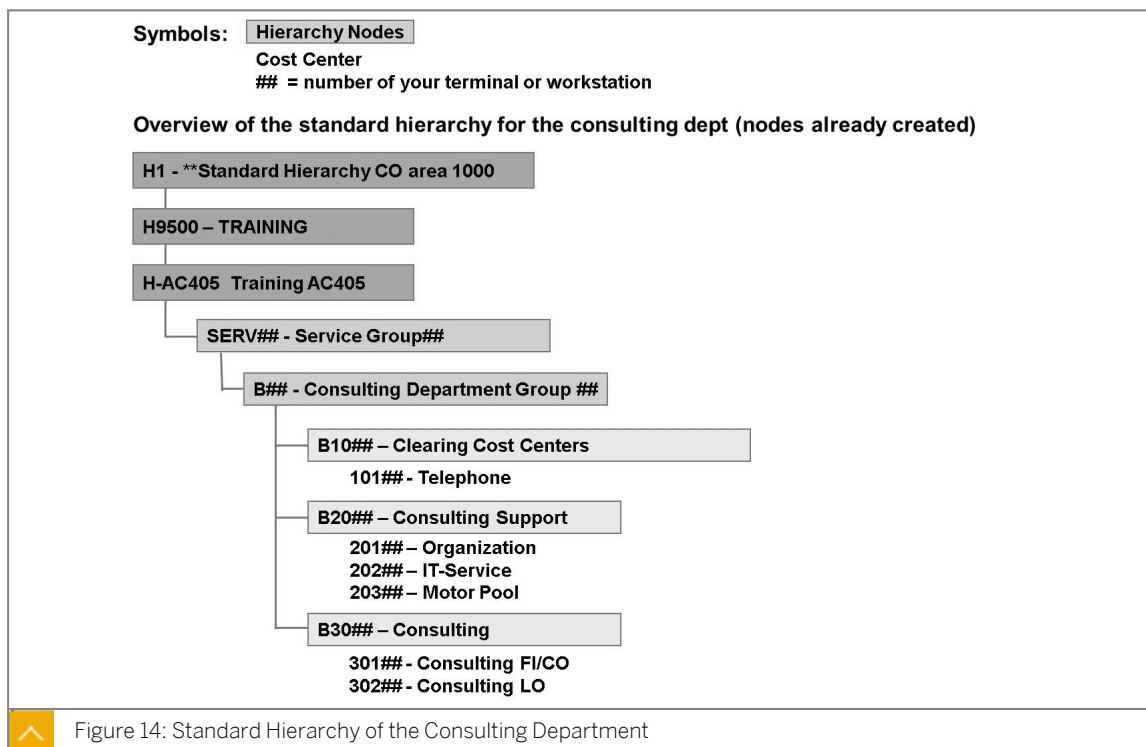 Symbols: Hierarchy Nodes
Cost Center
## = number of your terminal or workstation
Overview of the standard hierarchy for the consulting dept (nodes already created)
H1 - **Standard Hierarchy CO area 1000
H9500 – TRAINING
H-AC405 Training AC405
SERV## - Service Group##
B## - Consulting Department Group ##
B10## – Clearing Cost Centers
101## - Telephone
B20## – Consulting Support
201## – Organization
202## – IT-Service
203## – Motor Pool
B30## – Consulting
301## - Consulting FI/CO
302## - Consulting LO
Figure 14: Standard Hierarchy of the Consulting Department